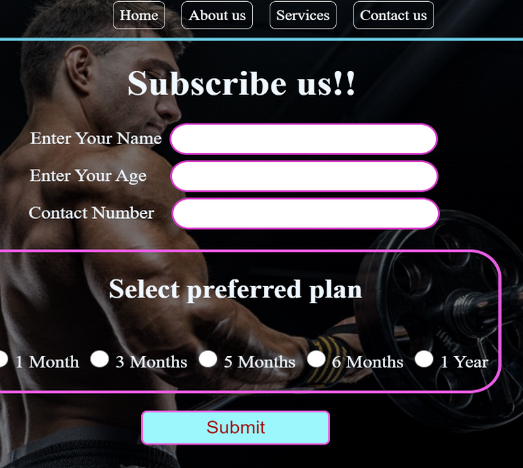 Home About us Services Contact us
Subscribe us!!
Enter Your Name
Enter Your Age
Contact Number
Select preferred plan
1 Month 3 Months 5 Months 6 Months 1 Year
Submit